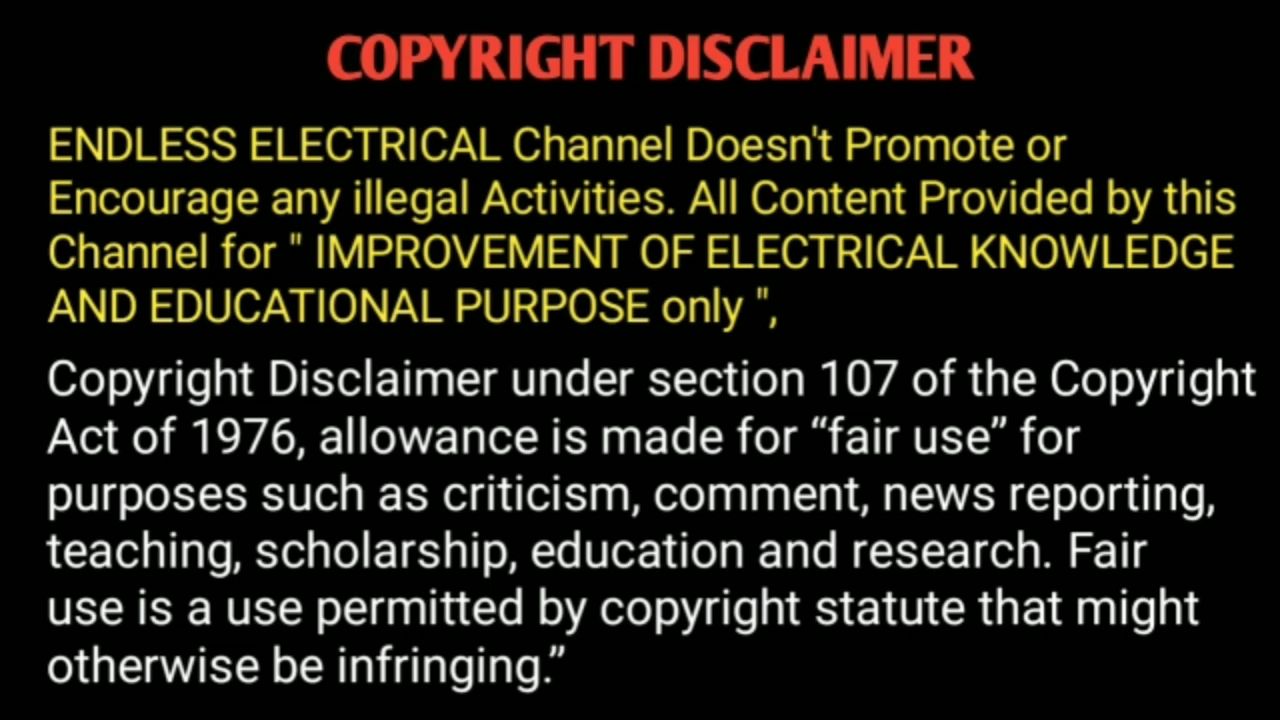 COPYRIGHT DISCLAIMER
ENDLESS ELECTRICAL Channel Doesn't Promote or
Encourage any illegal Activities. All Content Provided by this
Channel for " IMPROVEMENT OF ELECTRICAL KNOWLEDGE
AND EDUCATIONAL PURPOSE only ",
Copyright Disclaimer under section 107 of the Copyright
Act of 1976, allowance is made for “fair use” for
purposes such as criticism, comment, news reporting,
teaching, scholarship, education and research. Fair
use is a use permitted by copyright statute that might
otherwise be infringing.”